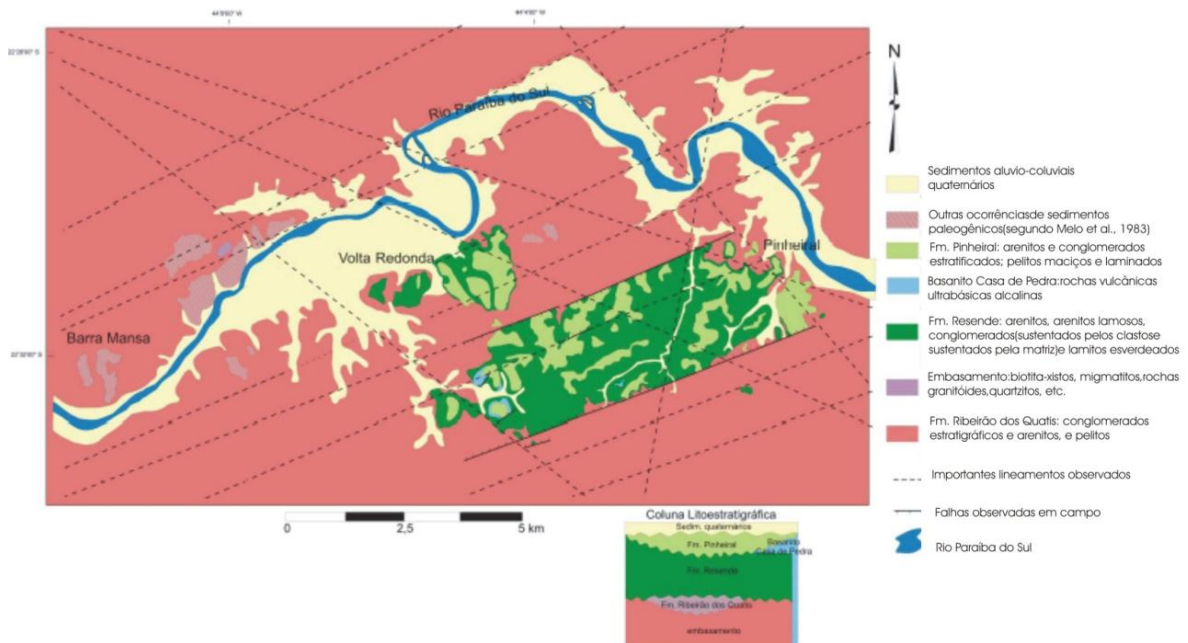 Rio Paraíba do Sul
Volta Redonda
Pinheiral
Barra Mansa
0
2,5
5 km
N
Sedimentos aluvio-coluviais
quaternários
Outras ocorrênciasde sedimentos
paleogênicos(segundo Melo et al., 1983)
Fm. Pinheiral: arenitos e conglomerados
estratificados; pelitos maciços e laminados
Basanito Casa de Pedra:rochas vulcânicas
ultrabásicas alcalinas
Fm. Resende: arenitos, arenitos lamosos,
conglomerados(sustentados pelos clastose
sustentados pela matriz)e lamitos esverdeados
Embasamento:biotita-xistos, migmatitos,rochas
granitóides,quartzitos, etc.
Fm. Ribeirão dos Quatis: conglomerados
estratigráficos e arenitos, e pelitos
Importantes lineamentos observados
Falhas observadas em campo
Rio Paraíba do Sul
Coluna Litoestratigráfica
Sedim. quaternários
Fm. Pinheiral
Basanito
Casa de Pedra
Fm. Resende
Fm. Ribeirão dos Quatis
embasamento